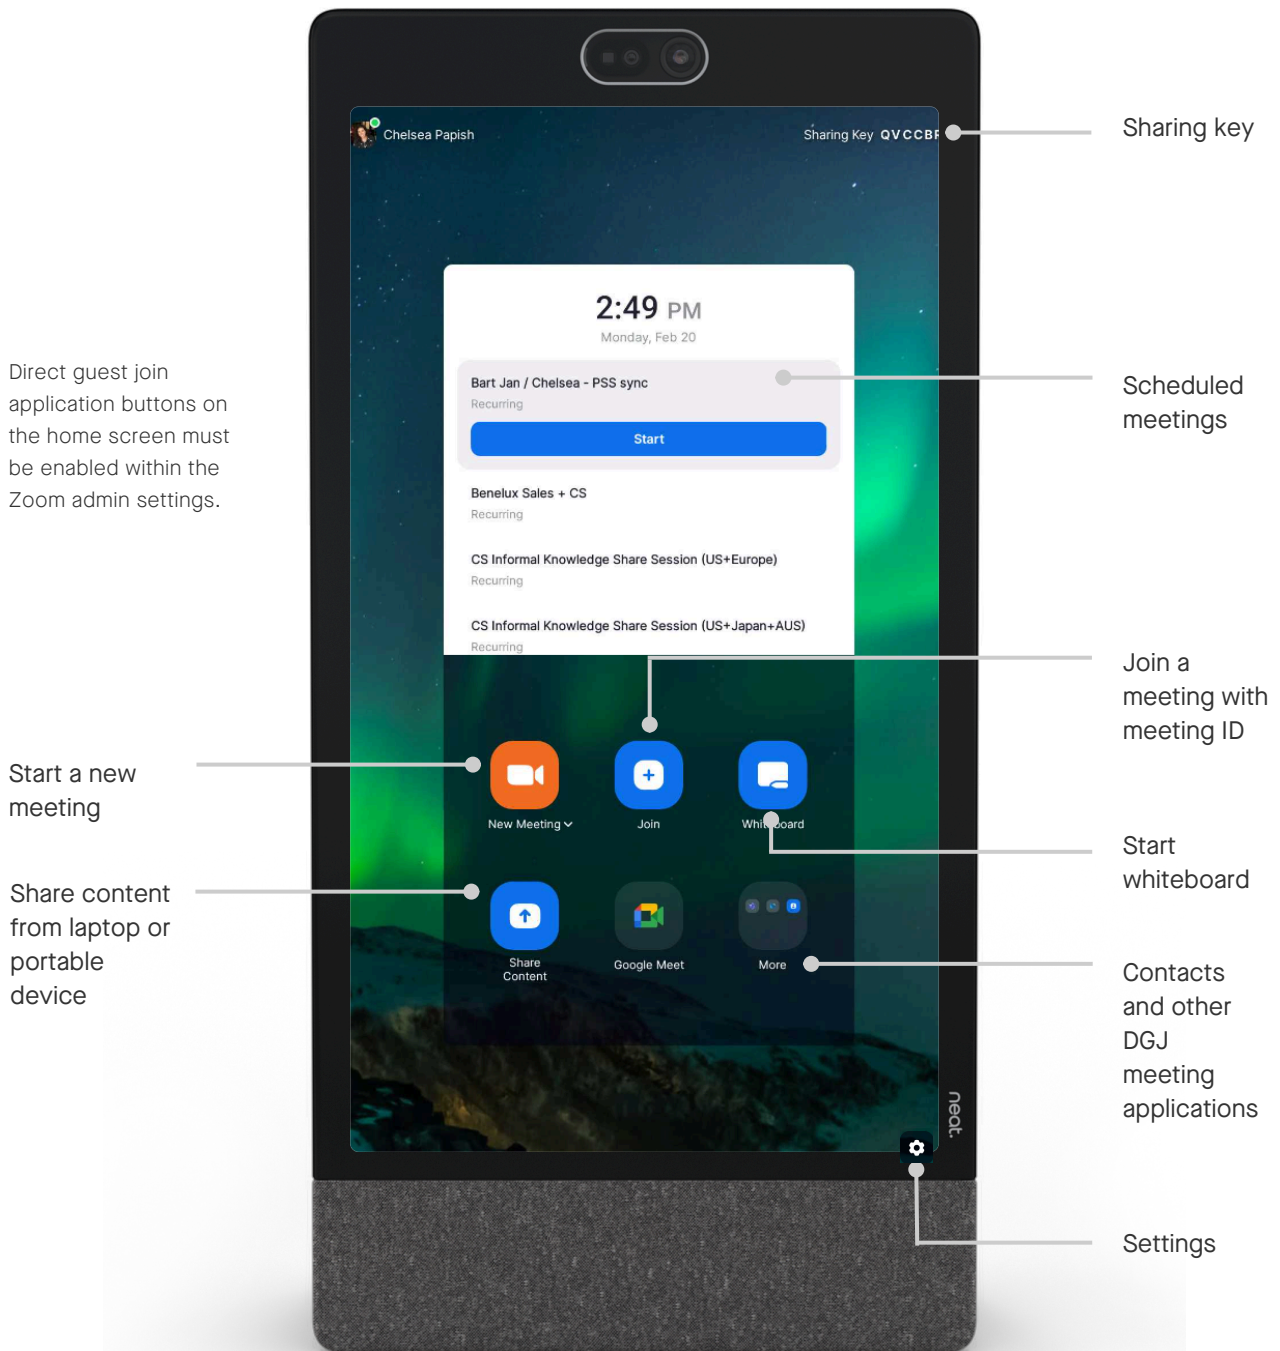 Chelsea Papish
Sharing Key QVCCB
Sharing key
2:49 PM
Monday, Feb 20
Bart Jan / Chelsea - PSS sync
Recurring
Start
Scheduled
meetings
Direct guest join
application buttons on
the home screen must
be enabled within the
Zoom admin settings.
Benelux Sales + CS
Recurring
CS Informal Knowledge Share Session (US+Europe)
Recurring
CS Informal Knowledge Share Session (US+Japan+AUS)
Recurring
Join a
meeting with
meeting ID
Start a new
meeting
New Meeting
Join
Whiteboard
Start
whiteboard
Share content
from laptop or
portable
device
Share
Content
Google Meet
More
Contacts
and other
DGJ
meeting
applications
neat.
Settings